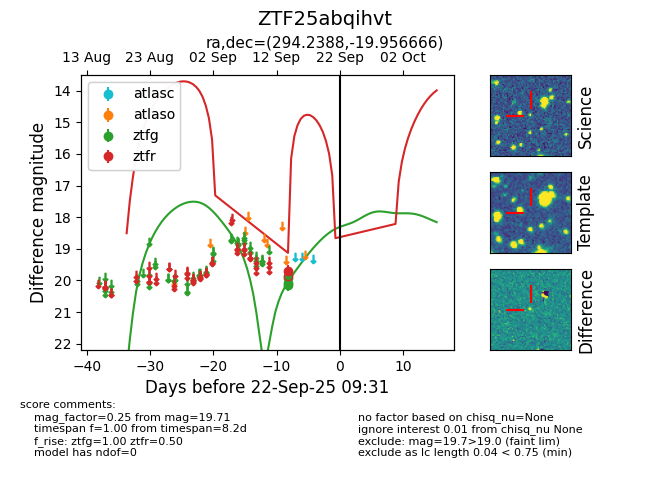 ZTF25abqihvt
ra,dec=(294.2388,-19.956666)
13 Aug 23 Aug 02 Sep 12 Sep 22 Sep 02 Oct
14
15
16
17
18
19
20
21
22
Difference magnitude
atlasc
atlaso
ztfg
ztfr
−40 −30 −20 −10 0 10
Days before 22-Sep-25 09:31
Science
Template
Difference
score comments:
mag_factor=0.25 from mag=19.71
timespan f=1.00 from timespan=8.2d
f_rise: ztfg=1.00 ztfr=0.50
model has ndof=0
no factor based on chisq_nu=None
ignore interest 0.01 from chisq_nu None
exclude: mag=19.7>19.0 (faint lim)
exclude as lc length 0.04 < 0.75 (min)